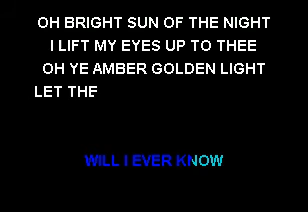 OH BRIGHT SUN OF THE NIGHT
I LIFT MY EYES UP TO THEE
OH YE AMBER GOLDEN LIGHT
LET THE
WILL I EVER KNOW